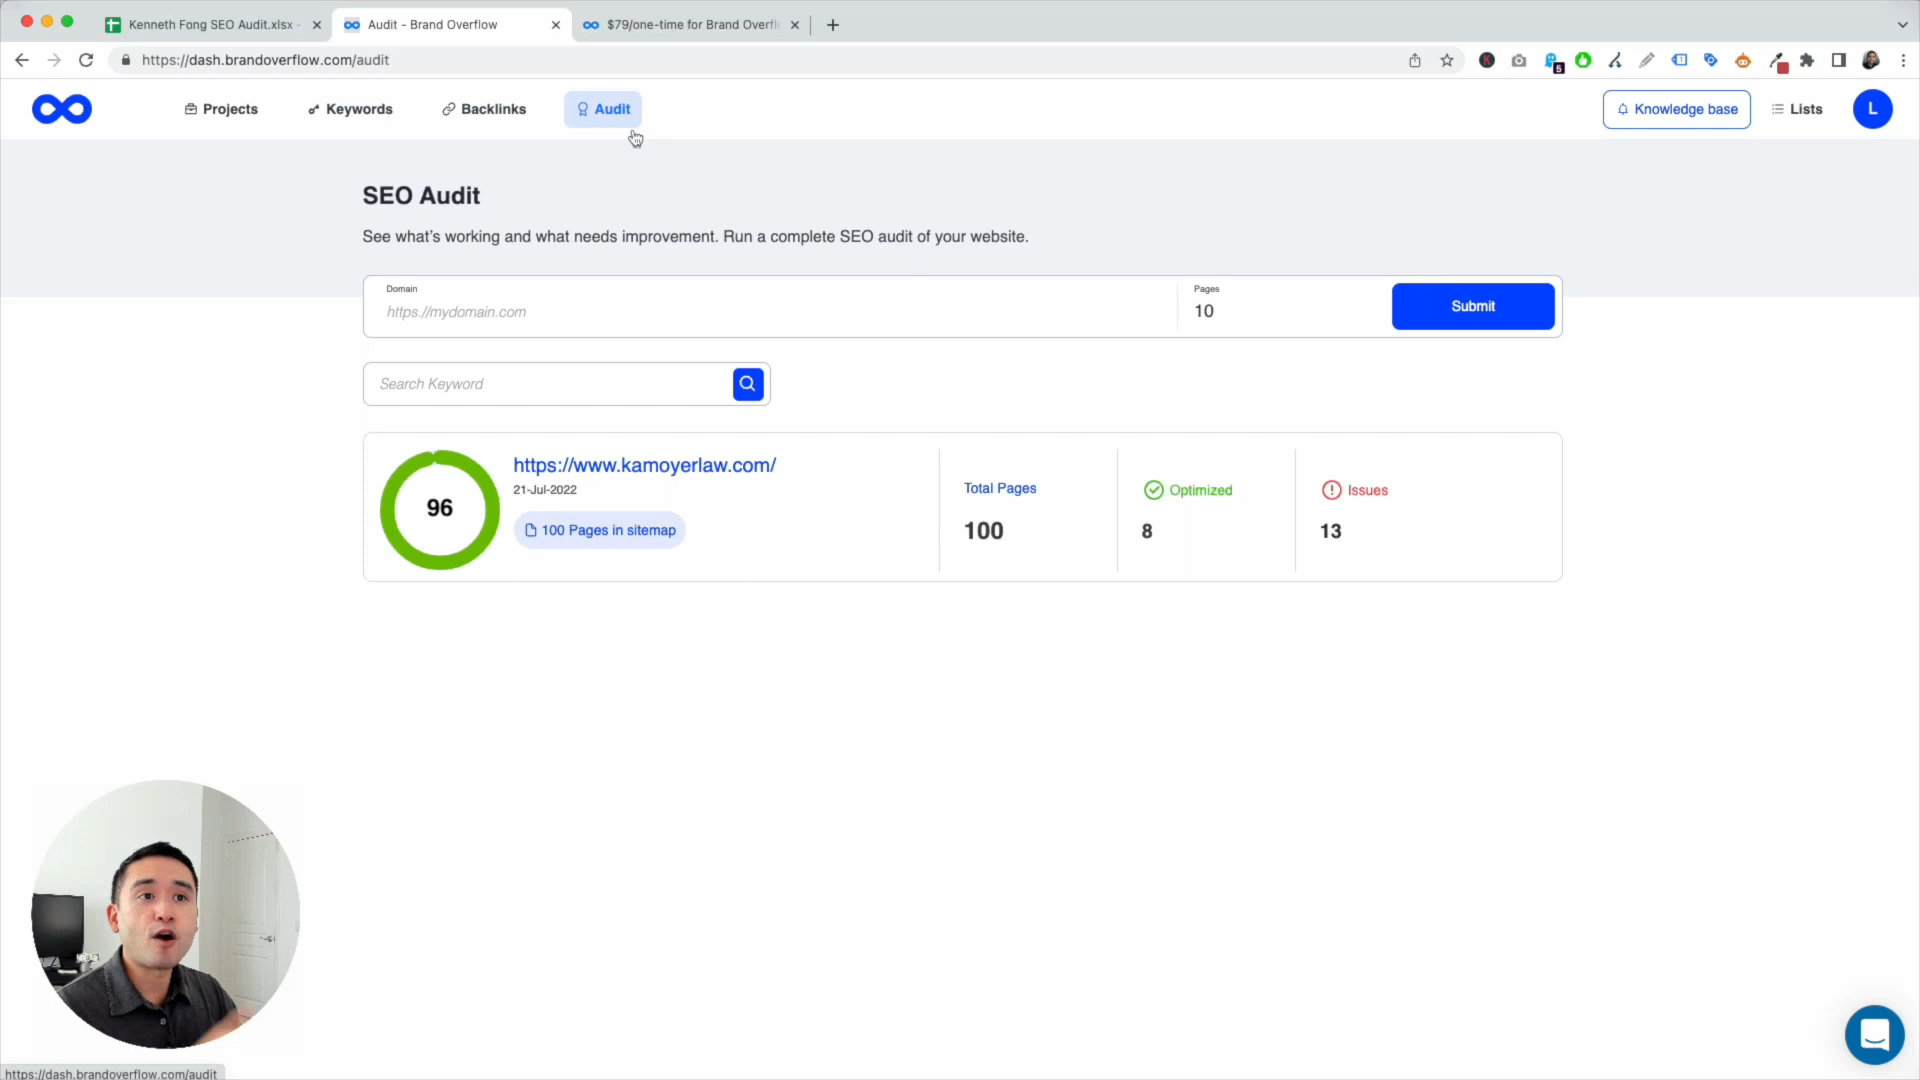 Kenneth Fong SEO Audit.xlsx -
Audit - Brand Overflow
$79/one-time for Brand Overfl
https://dash.brandoverflow.com/audit
5
Projects
Keywords
Backlinks
Audit
Knowledge base
Lists
L
SEO Audit
See what's working and what needs improvement. Run a complete SEO audit of your website.
Domain
https://mydomain.com
Pages
10
Submit
Search Keyword
96
https://www.kamoyerlaw.com/
21-Jul-2022
100 Pages in sitemap
Total Pages
100
Optimized
8
Issues
13
https://dash.brandoverflow.com/audit